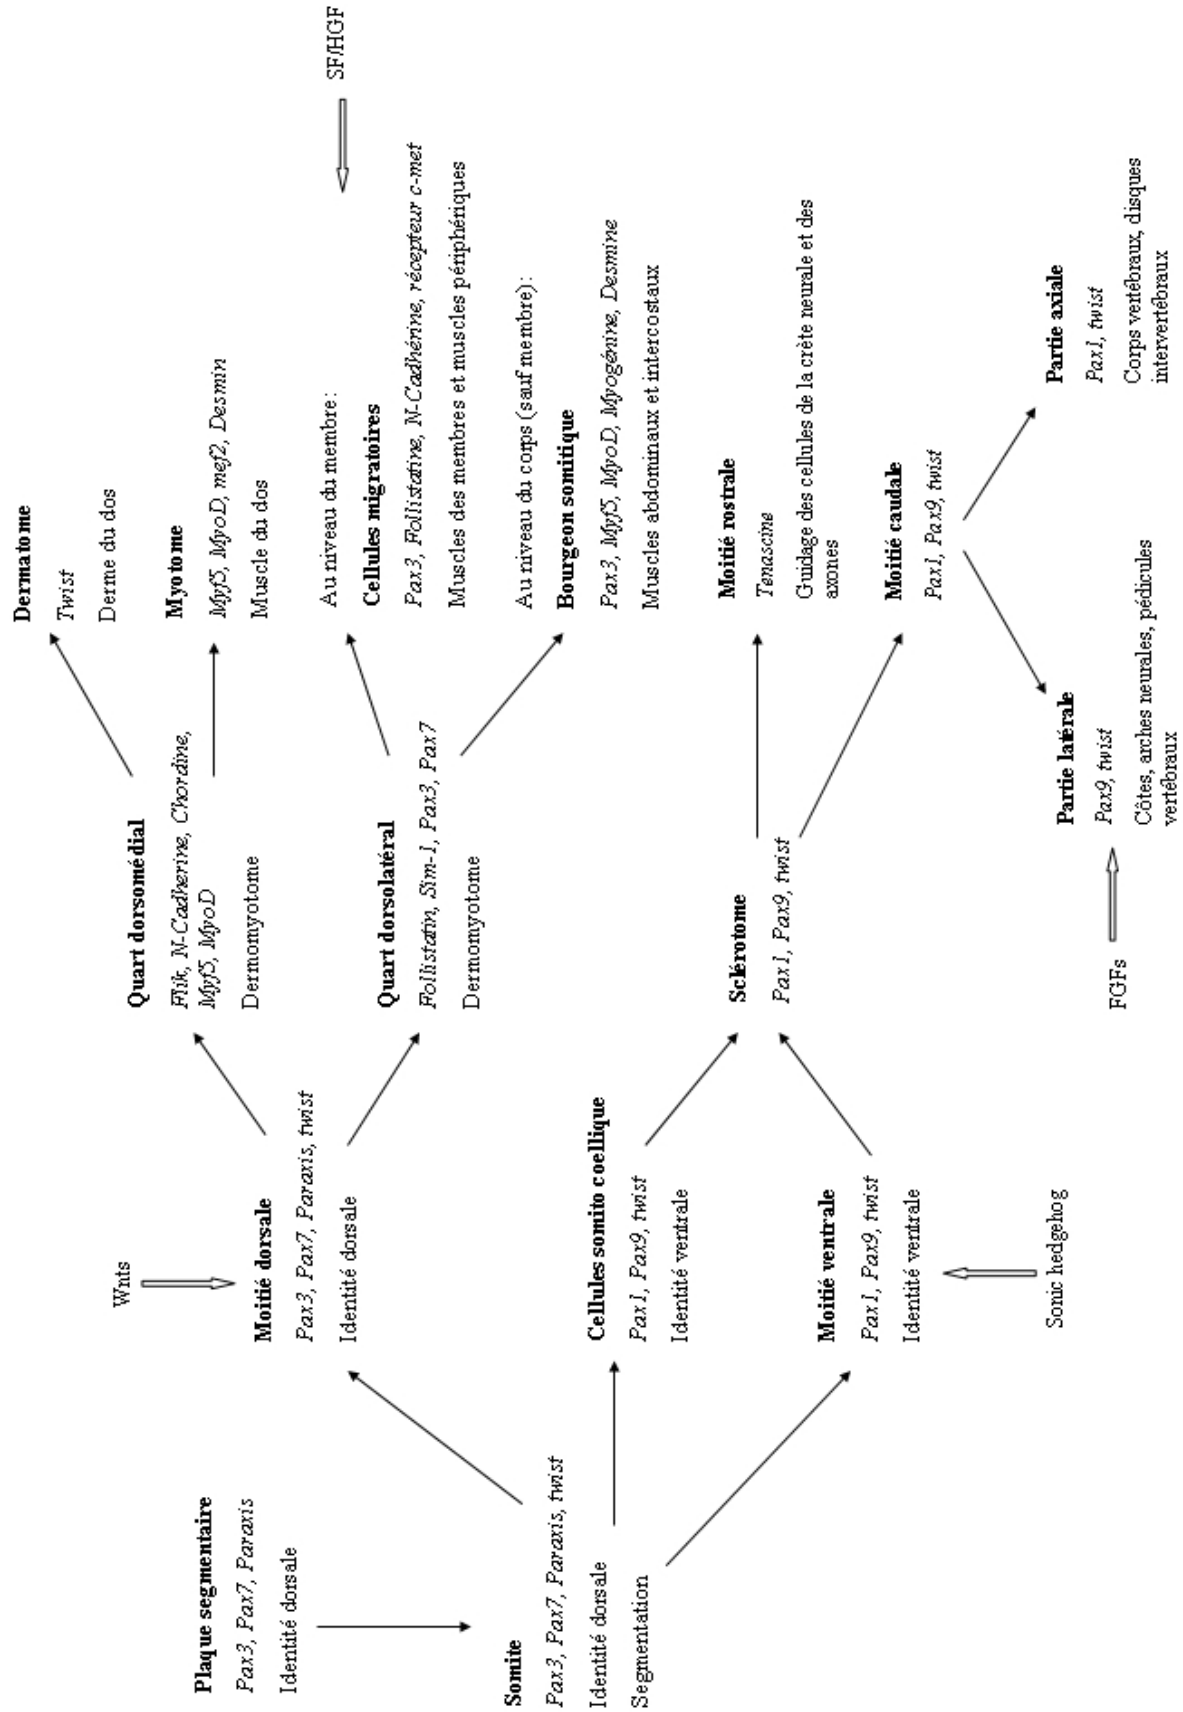 Plaque segmentaire
Pax3, Pax7, Paraxis
Identité dorsale
Somite
Pax3, Pax7, Paraxis, twist
Identité dorsale
Segmentation
Wnts
Moitié dorsale
Pax3, Pax7, Paraxis, twist
Identité dorsale
Cellules somito coellique
Pax1, Pax9, twist
Identité ventrale
Moitié ventrale
Pax1, Pax9, twist
Identité ventrale
Sonic hedgehog
Quart dorsomédial
Flik, N-Cadherine, Chordine,
Myf5, MyoD
Dermomyotome
Quart dorsolatéral
Follistatin, Sim-1, Pax3, Pax7
Dermomyotome
Sclérotome
Pax1, Pax9, twist
Dermatome
Twist
Derme du dos
Myotome
Myf5, MyoD, mef2, Desmin
Muscle du dos
Au niveau du membre:
Cellules migratoires
Pax3, Follistatine, N-Cadhérine, récepteur c-met
Muscles des membres et muscles périphériques
SF/HGF
Au niveau du corps (sauf membre):
Bourgeon somitique
Pax3, Myf5, MyoD, Myogénine, Desmine
Muscles abdominaux et intercostaux
Moitié rostrale
Tenascine
Guidage des cellules de la crète neurale et des
axones
Moitié caudale
Pax1, Pax9, twist
Partie latérale
Pax9, twist
Côtes, arches neurales, pédicules
vertébraux
FGFs
Partie axiale
Pax1, twist
Corps vertébraux, disques
intervertébraux